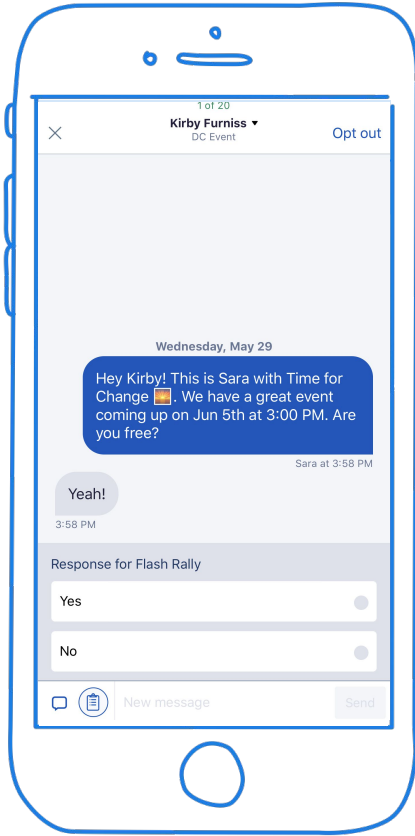 1 of 20
Kirby Furniss
DC Event
Opt out
Wednesday, May 29
Hey Kirby! This is Sara with Time for
Change 🌅. We have a great event
coming up on Jun 5th at 3:00 PM. Are
you free?
Sara at 3:58 PM
Yeah!
3:58 PM
Response for Flash Rally
Yes
No
New message
Send